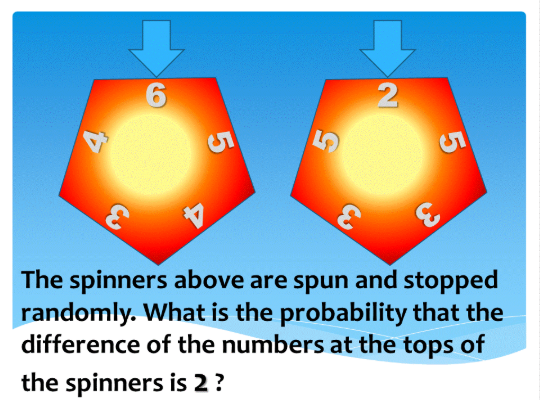 6
4
5
3
4
2
5
5
3
3
The spinners above are spun and stopped
randomly. What is the probability that the
difference of the numbers at the tops of
the spinners is 2 ?